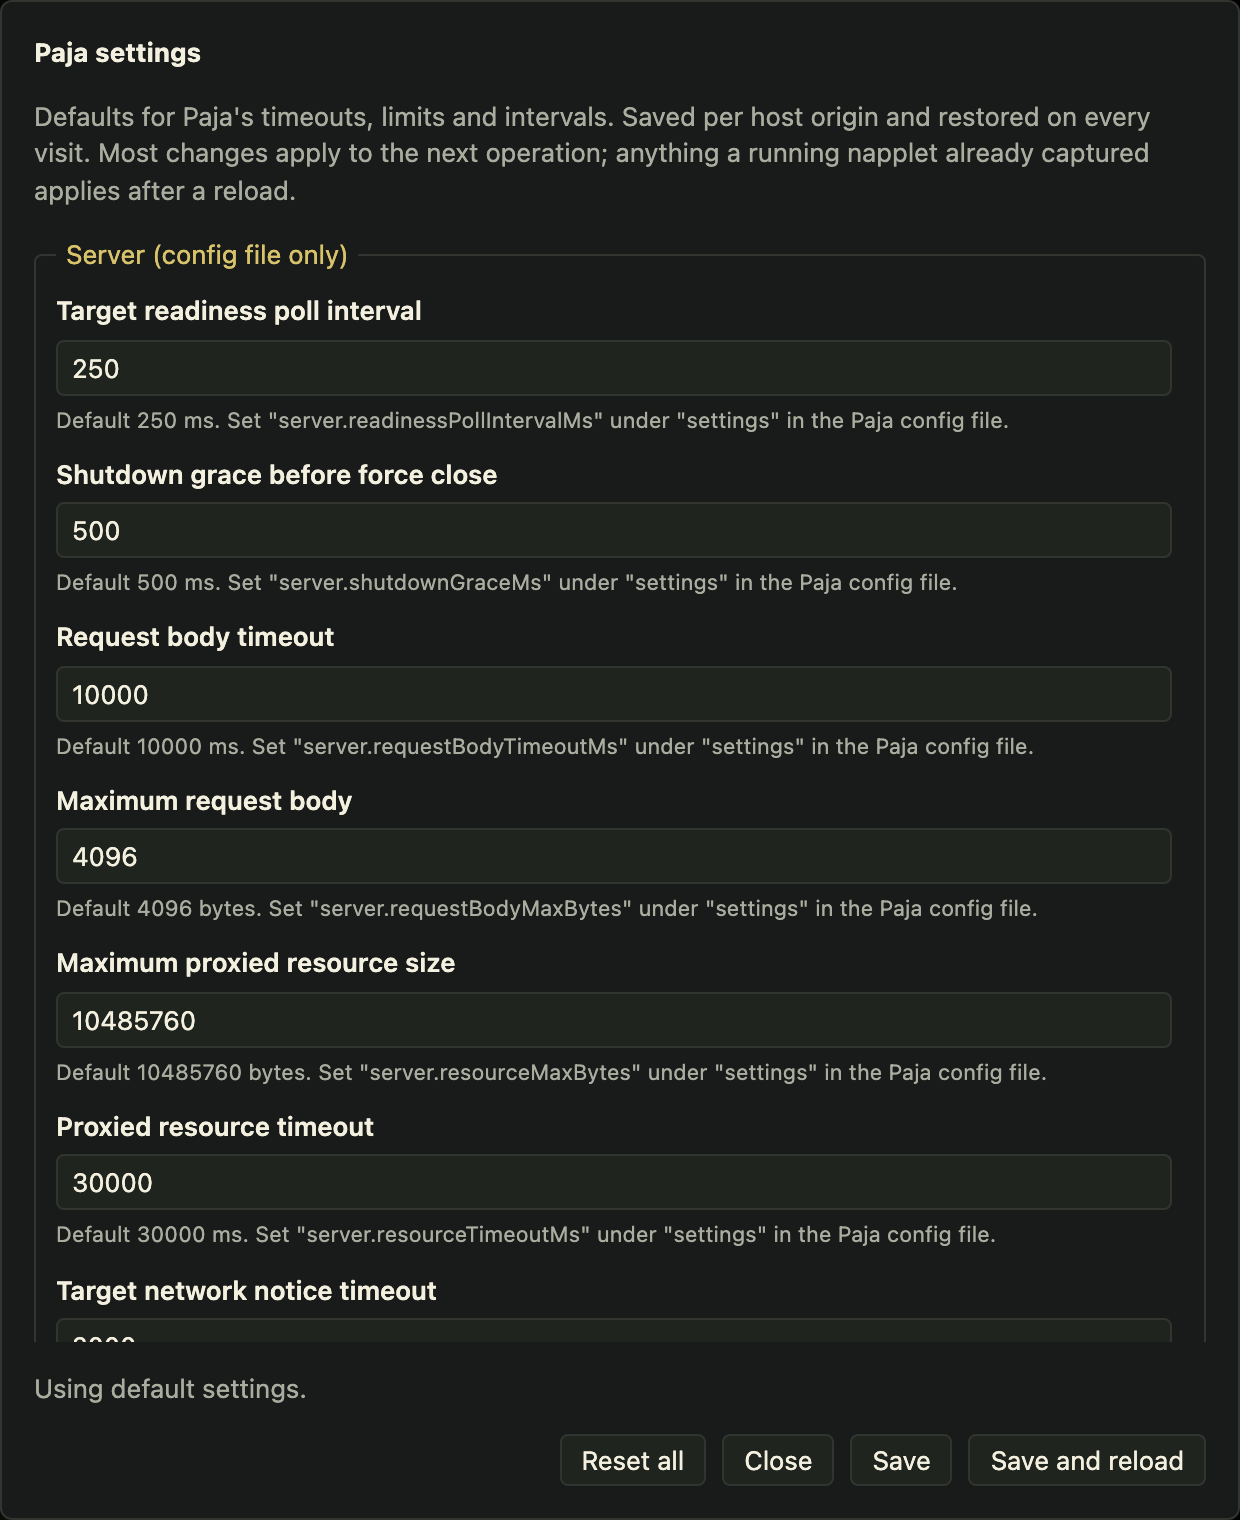 Paja settings
Defaults for Paja's timeouts, limits and intervals. Saved per host origin and restored on every
visit. Most changes apply to the next operation; anything a running napplet already captured
applies after a reload.
Server (config file only)
Target readiness poll interval
250
Default 250 ms. Set "server.readinessPollIntervalMs" under "settings" in the Paja config file.
Shutdown grace before force close
500
Default 500 ms. Set "server.shutdownGraceMs" under "settings" in the Paja config file.
Request body timeout
10000
Default 10000 ms. Set "server.requestBodyTimeoutMs" under "settings" in the Paja config file.
Maximum request body
4096
Default 4096 bytes. Set "server.requestBodyMaxBytes" under "settings" in the Paja config file.
Maximum proxied resource size
10485760
Default 10485760 bytes. Set "server.resourceMaxBytes" under "settings" in the Paja config file.
Proxied resource timeout
30000
Default 30000 ms. Set "server.resourceTimeoutMs" under "settings" in the Paja config file.
Target network notice timeout
Using default settings.
Reset all
Close
Save
Save and reload